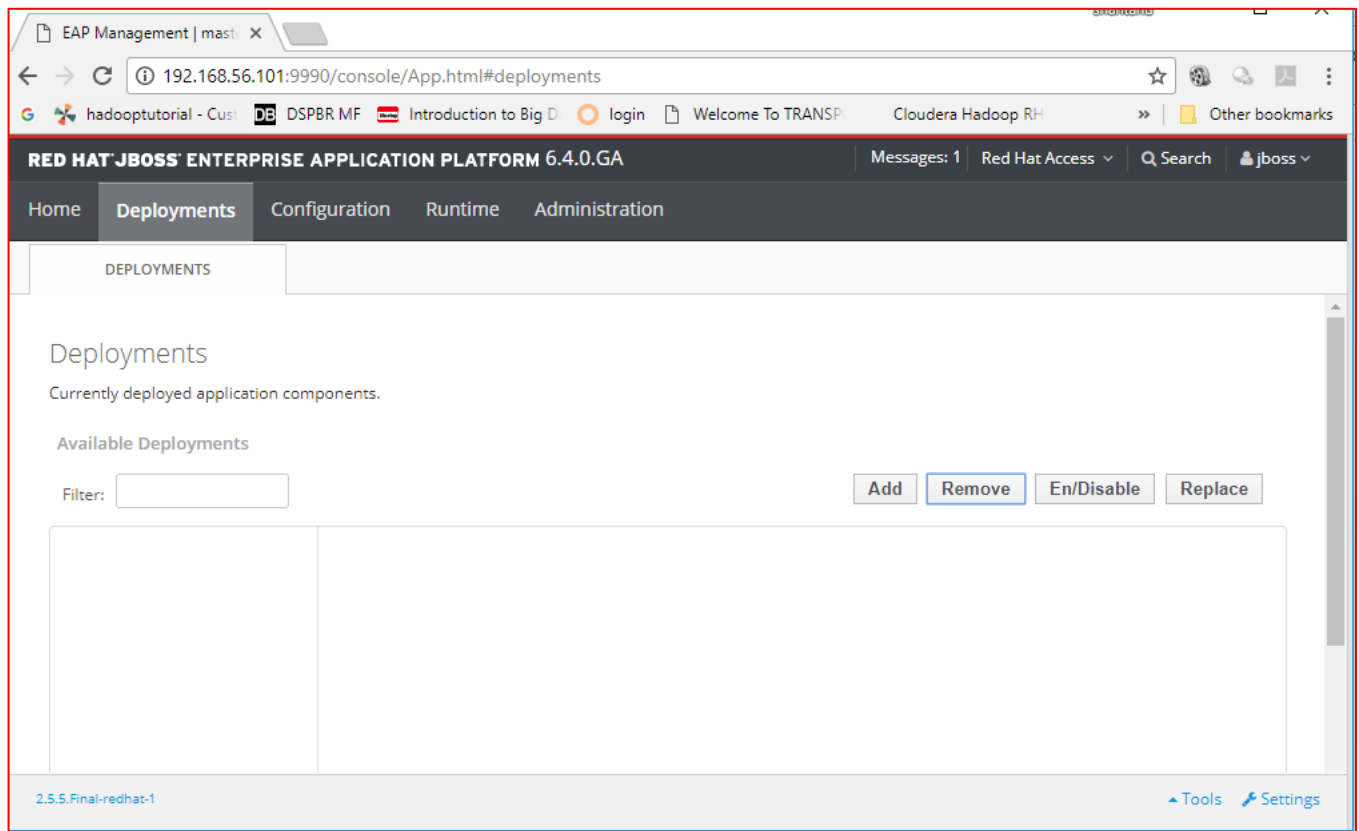 EAP Management | mast
192.168.56.101:9990/console/App.html#deployments
G hadooptutorial - Cust DB DSPBR MF Introduction to Big D login Welcome To TRANSP Cloudera Hadoop RH » Other bookmarks
RED HAT JBOSS ENTERPRISE APPLICATION PLATFORM 6.4.0.GA Messages: 1 Red Hat Access Search jboss
Home Deployments Configuration Runtime Administration
DEPLOYMENTS
Deployments
Currently deployed application components.
Available Deployments
Filter: Add Remove En/Disable Replace
2.5.5.Final-redhat-1 Tools Settings